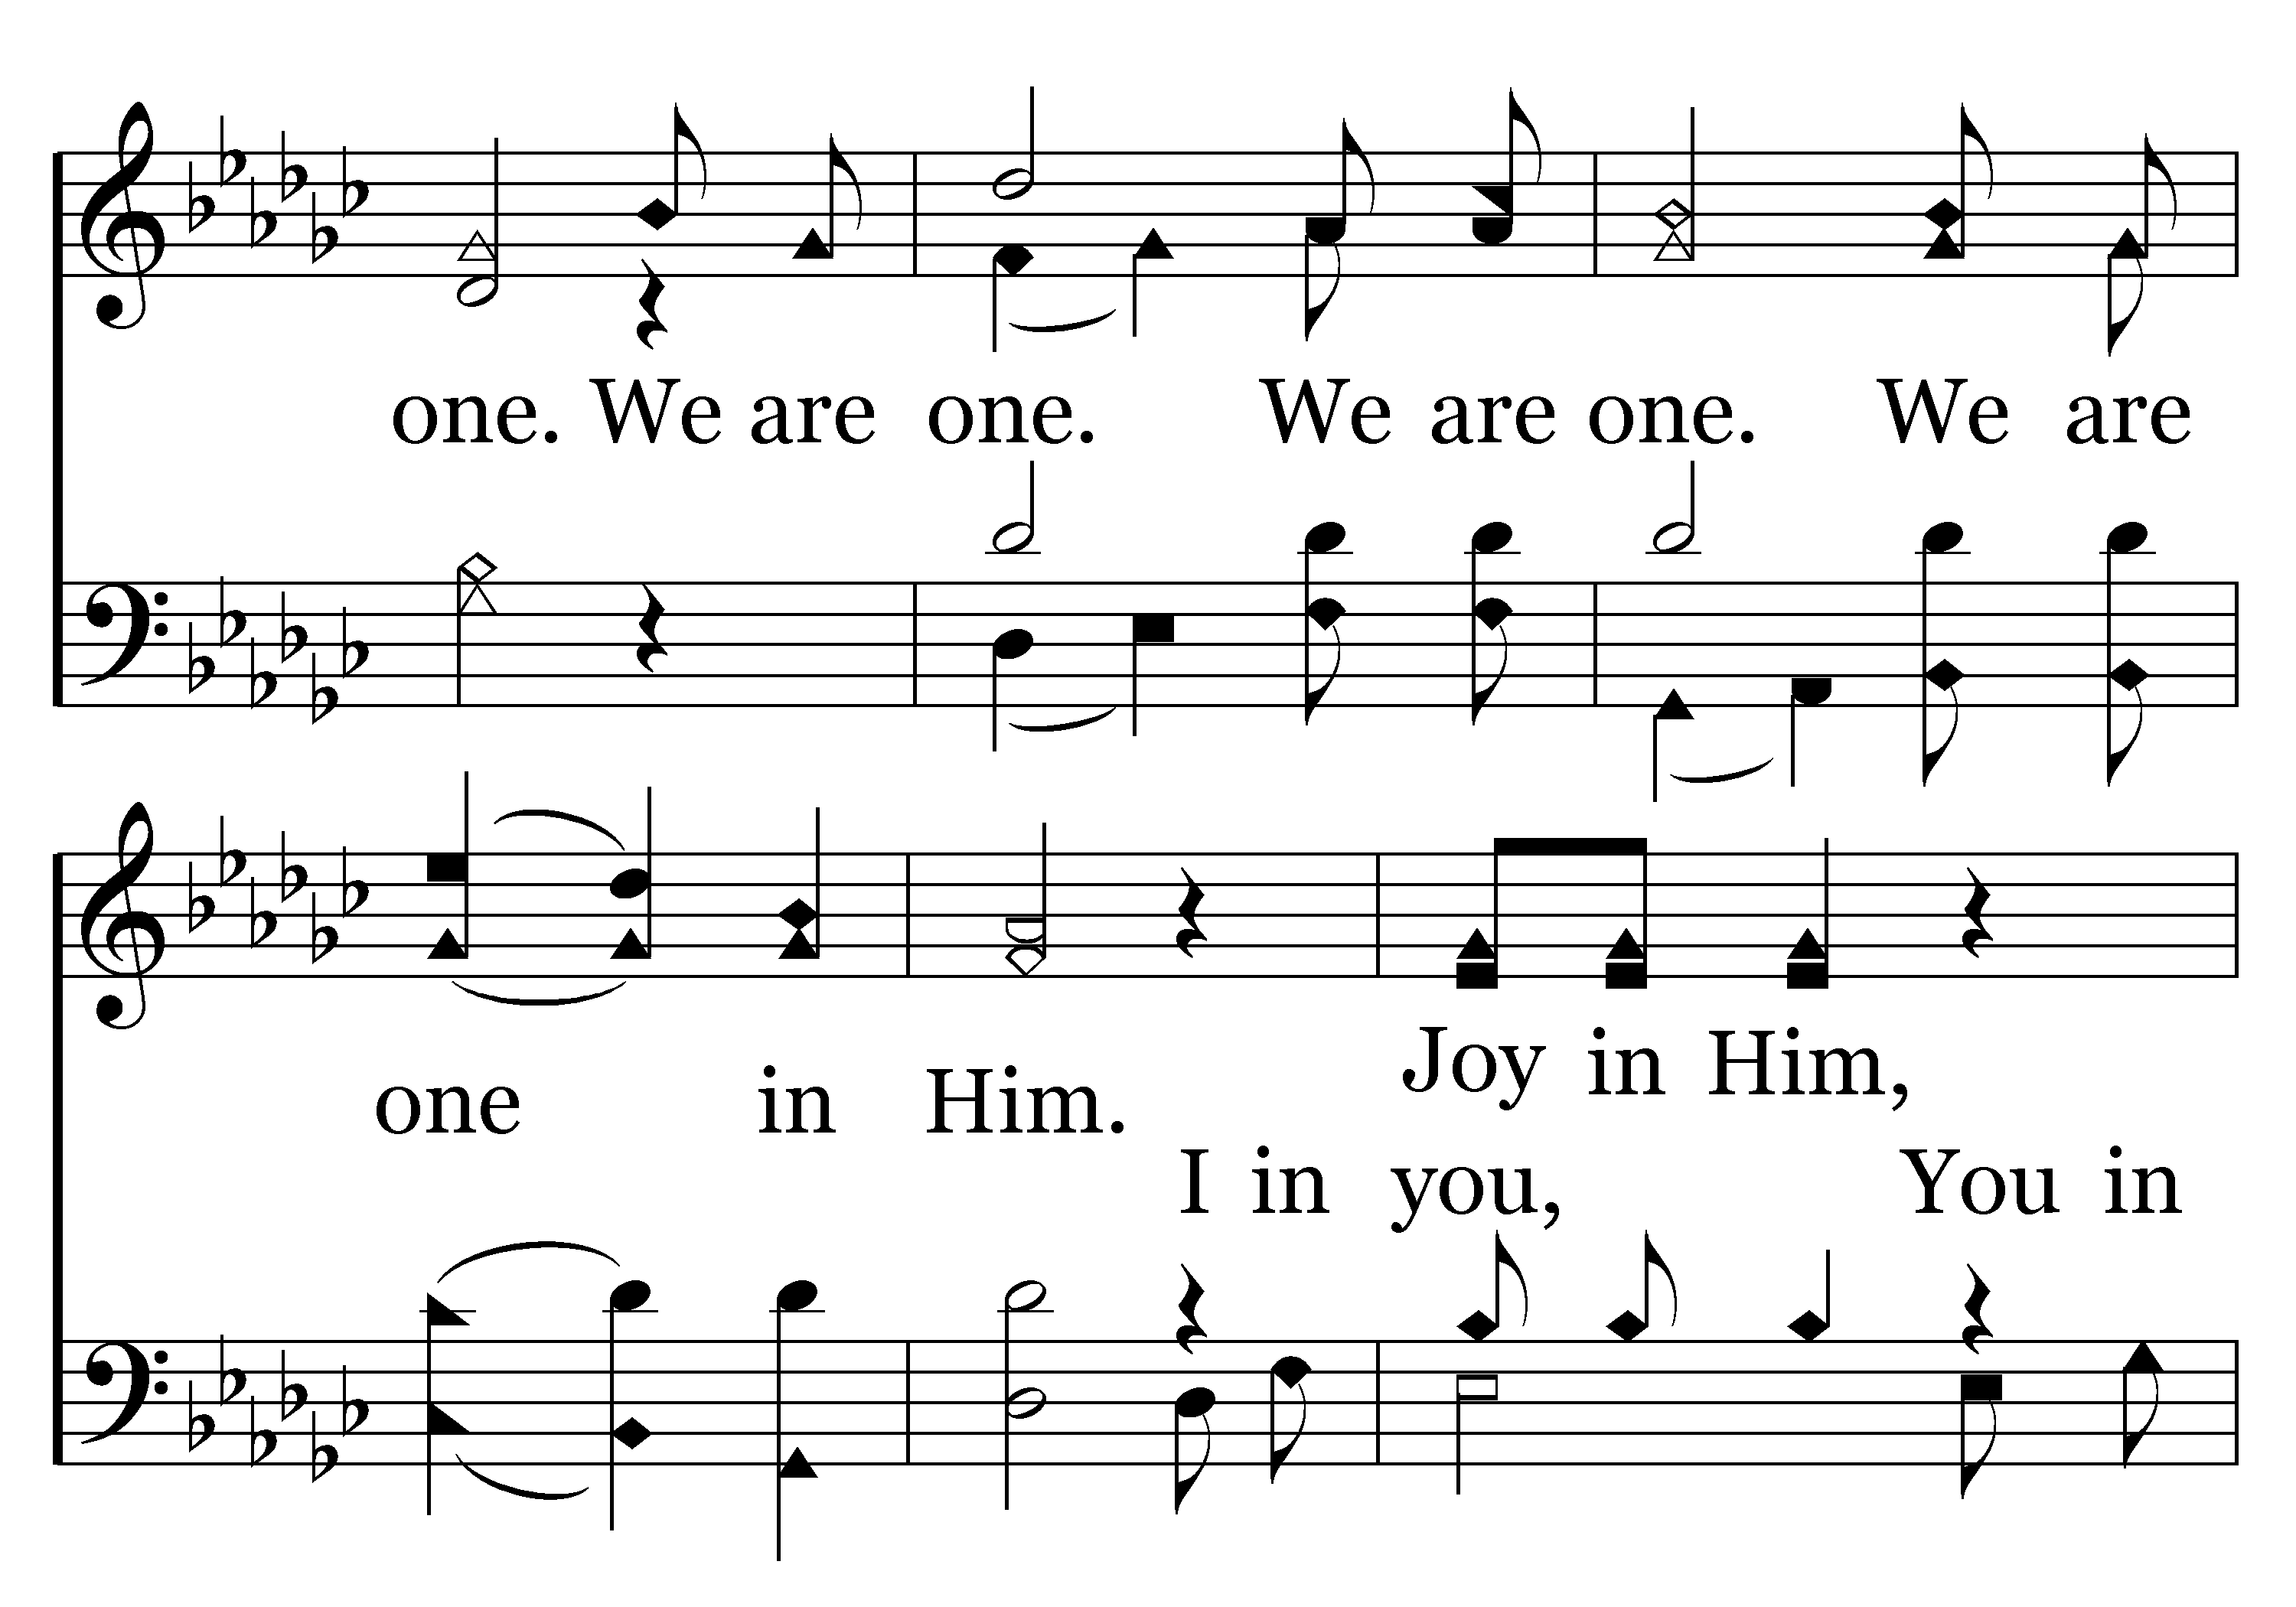 one. We are one. We are one. We are
one in Him. Joy in Him,
I in you, You in